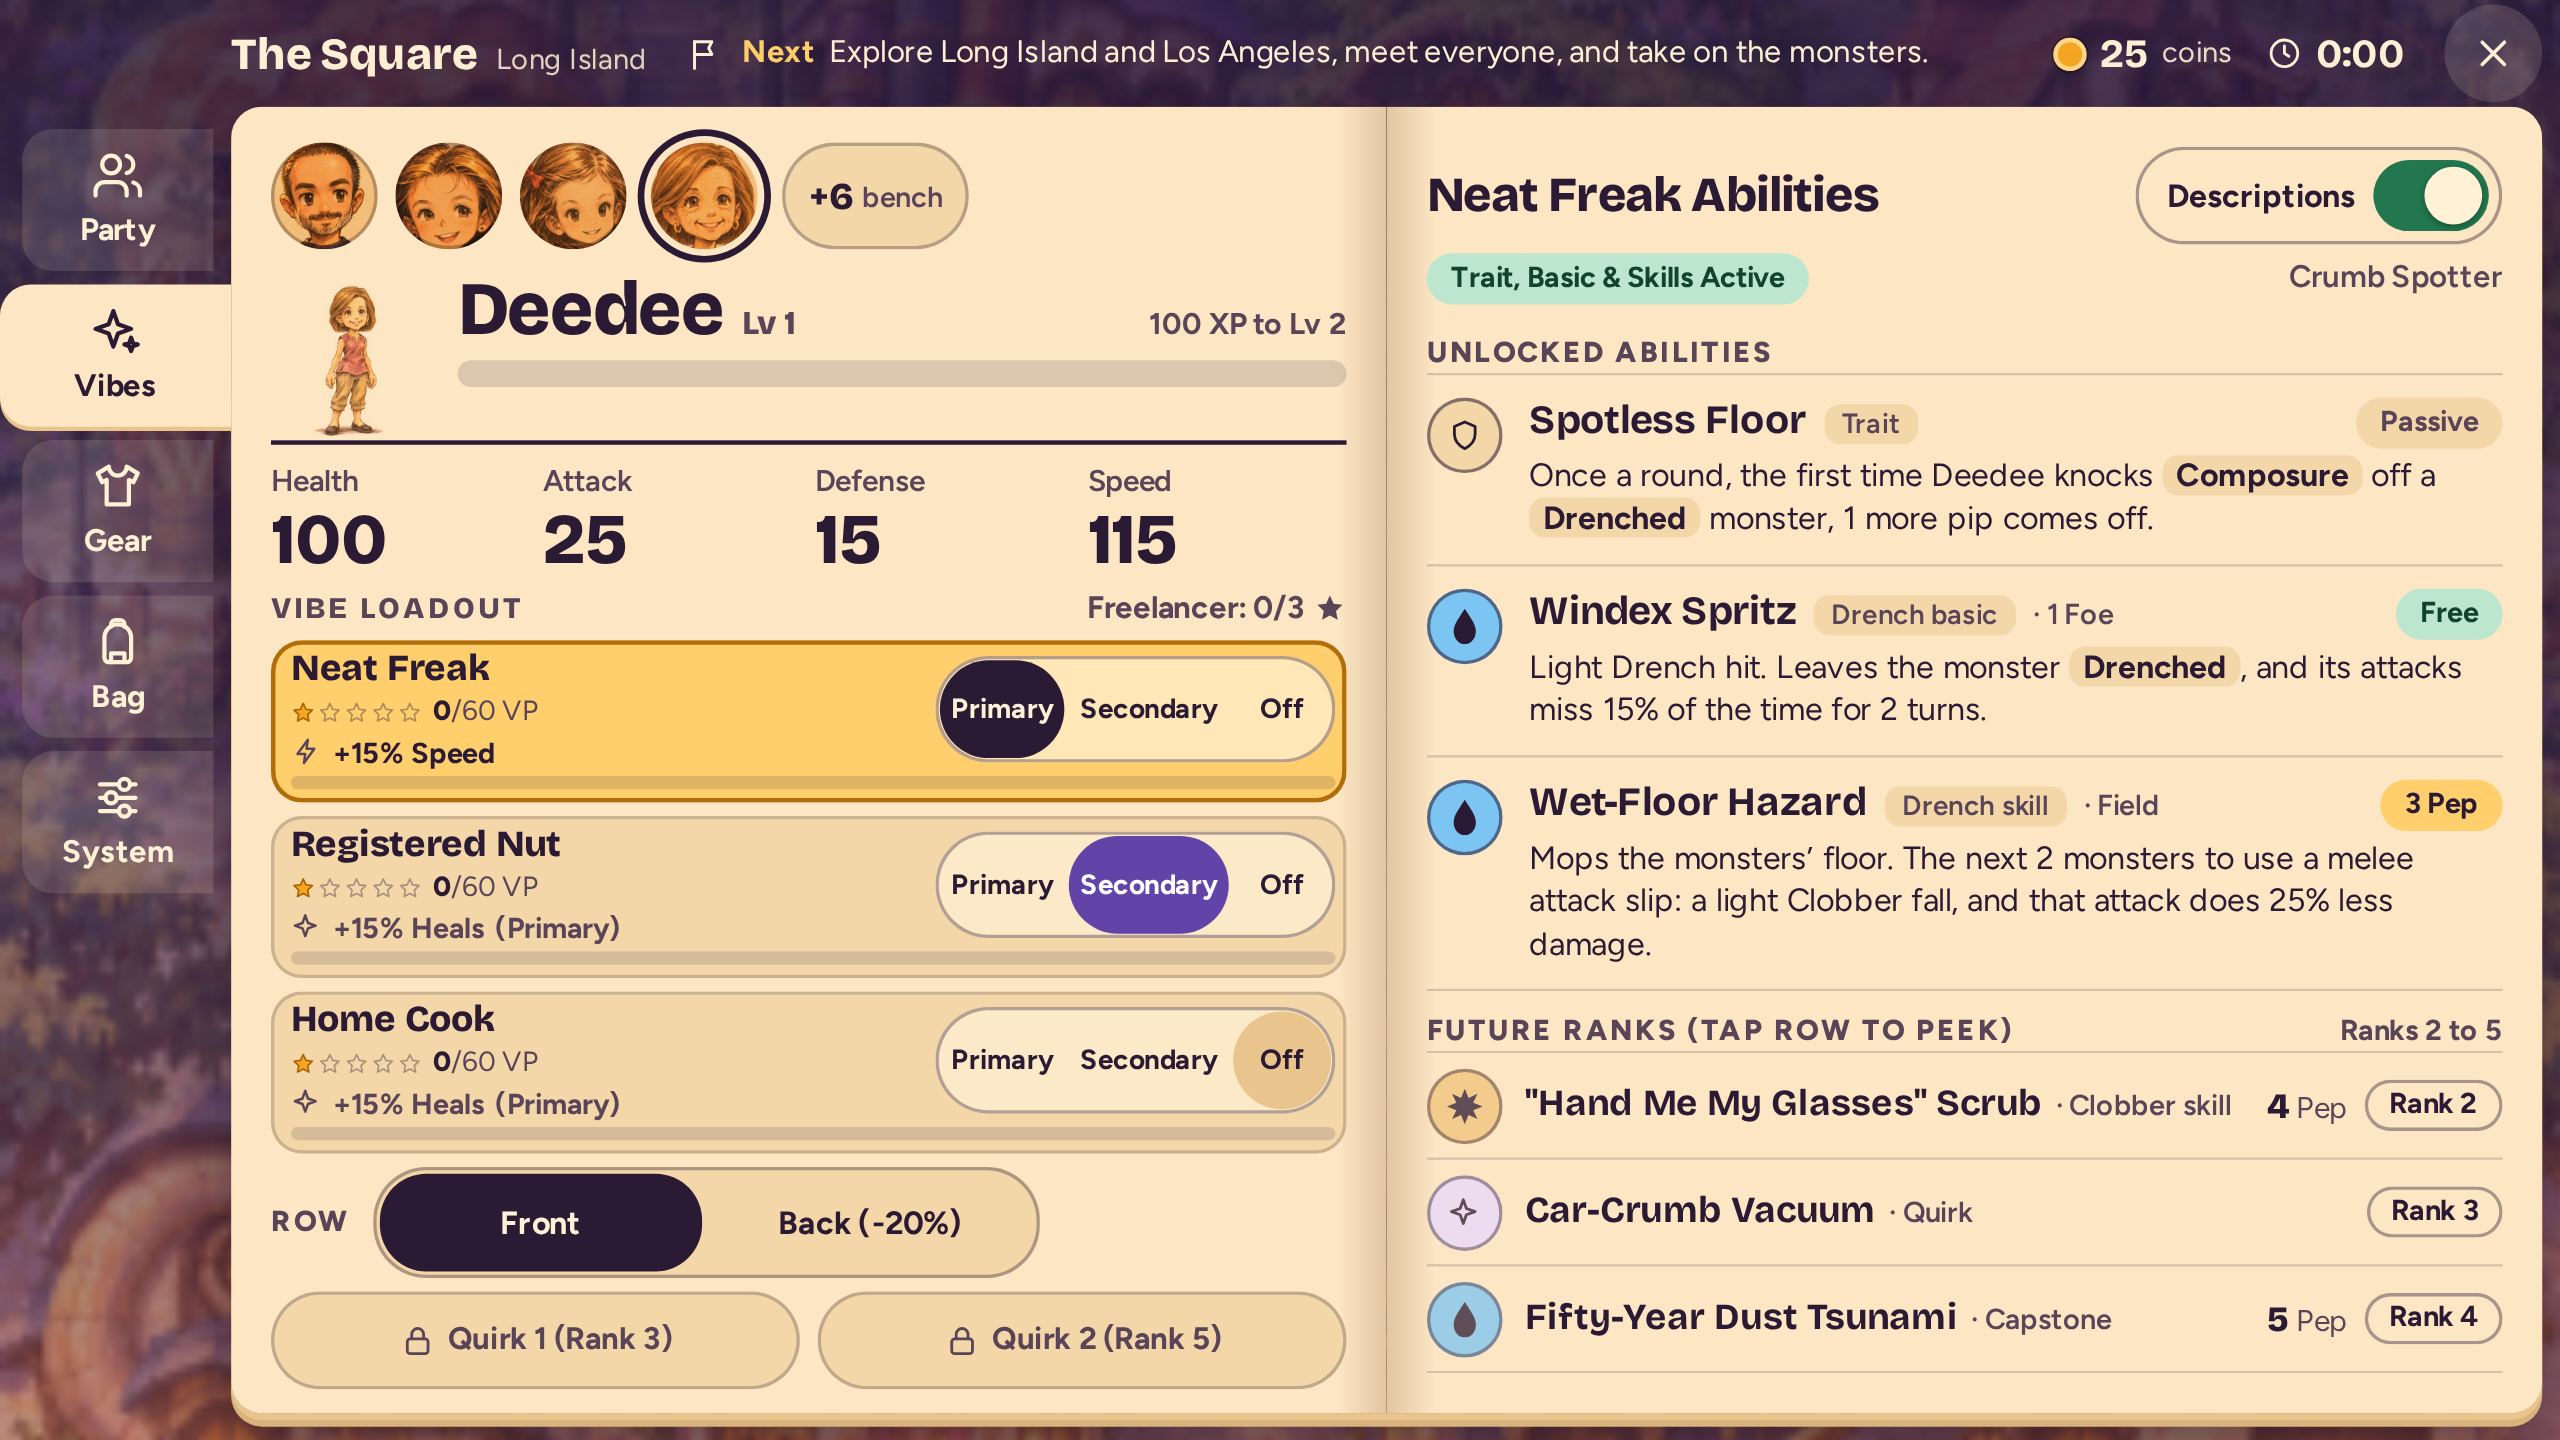 The Square Long Island Next Explore Long Island and Los Angeles, meet everyone, and take on the monsters. 25 coins 0:00
Party
Vibes
Gear
Bag
System
+6 bench
Deedee Lv 1 100 XP to Lv 2
Health Attack Defense Speed
100 25 15 115
VIBE LOADOUT Freelancer: 0/3
Neat Freak
0/60 VP
+15% Speed
Primary Secondary Off
Registered Nut
0/60 VP
+15% Heals (Primary)
Primary Secondary Off
Home Cook
0/60 VP
+15% Heals (Primary)
Primary Secondary Off
ROW Front Back (-20%)
Quirk 1 (Rank 3) Quirk 2 (Rank 5)
Neat Freak Abilities Descriptions
Trait, Basic & Skills Active Crumb Spotter
UNLOCKED ABILITIES
Spotless Floor Trait Passive
Once a round, the first time Deedee knocks Composure off a
Drenched monster, 1 more pip comes off.
Windex Spritz Drench basic · 1 Foe Free
Light Drench hit. Leaves the monster Drenched, and its attacks
miss 15% of the time for 2 turns.
Wet-Floor Hazard Drench skill · Field 3 Pep
Mops the monsters’ floor. The next 2 monsters to use a melee
attack slip: a light Clobber fall, and that attack does 25% less
damage.
FUTURE RANKS (TAP ROW TO PEEK) Ranks 2 to 5
"Hand Me My Glasses" Scrub · Clobber skill 4 Pep Rank 2
Car-Crumb Vacuum · Quirk Rank 3
Fifty-Year Dust Tsunami · Capstone 5 Pep Rank 4